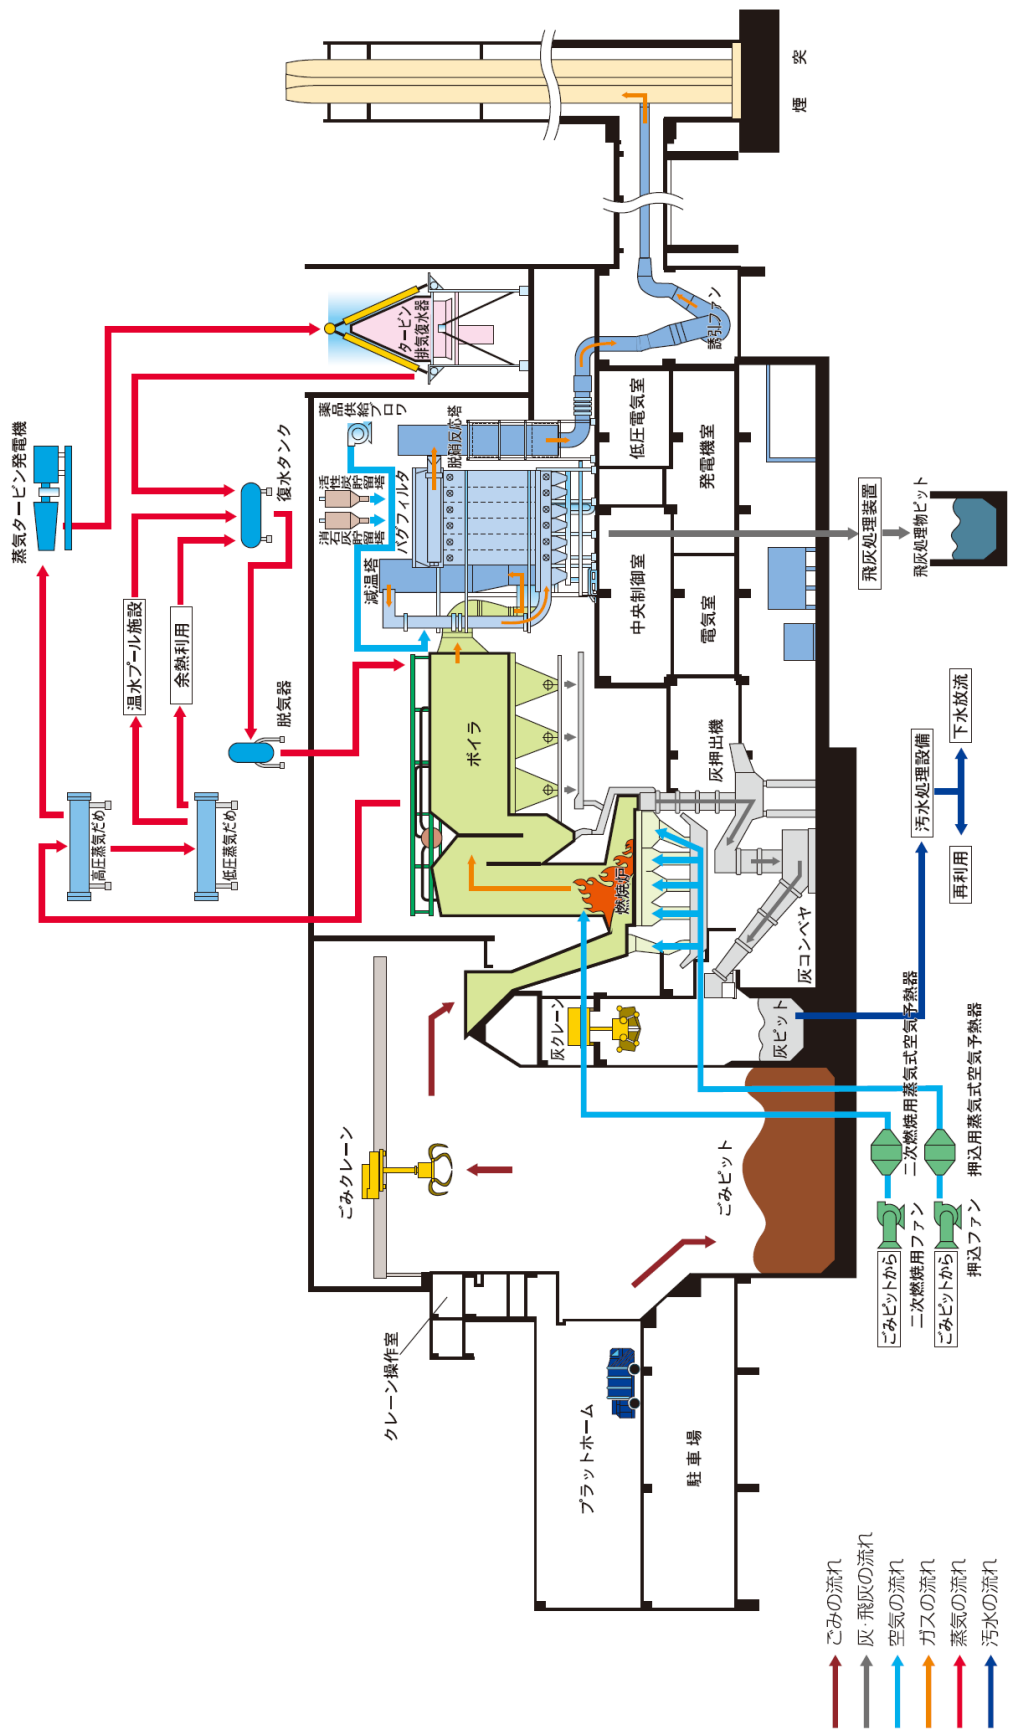 蒸気タービン発電機
高圧蒸気だめ
低圧蒸気だめ
温水プール施設
余熱利用
復水タンク
脱気器
タービン
排気復水器
薬品供給
ブロワ
活性炭貯留塔
消石灰貯留塔
減温塔
バグフィルタ
脱硝反応塔
ボイラ
燃焼炉
誘引ファン
煙突
低圧電気室
中央制御室
発電機室
電気室
飛灰処理装置
飛灰処理物ピット
灰押出機
灰コンベヤ
灰クレーン
灰ピット
汚水処理設備
下水放流
再利用
ごみクレーン
ごみピット
クレーン操作室
プラットホーム
駐車場
二次燃焼用蒸気式空気予熱器
押込用蒸気式空気予熱器
二次燃焼用ファン
押込ファン
ごみピットから
ごみピットから
ごみの流れ
灰・飛灰の流れ
空気の流れ
ガスの流れ
蒸気の流れ
汚水の流れ